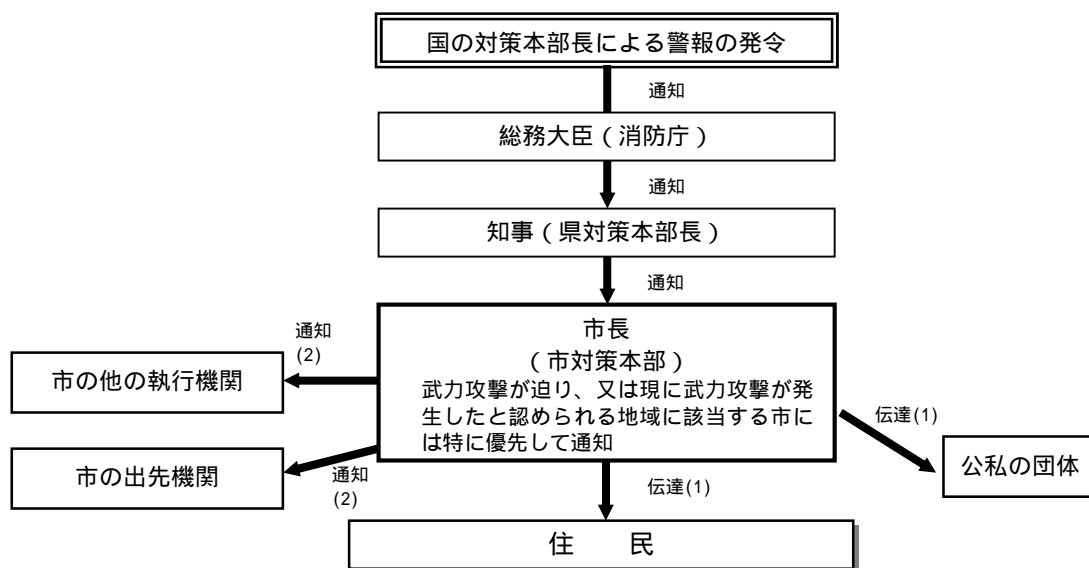 国の対策本部長による警報の発令
通知
総務大臣（消防庁）
通知
知事（県対策本部長）
通知
市長
（市対策本部）
武力攻撃が迫り、又は現に武力攻撃が発
生したと認められる地域に該当する市に
は特に優先して通知
通知
(2)
市の他の執行機関
市の出先機関
通知
(2)
伝達(1)
公私の団体
伝達(1)
住　　民